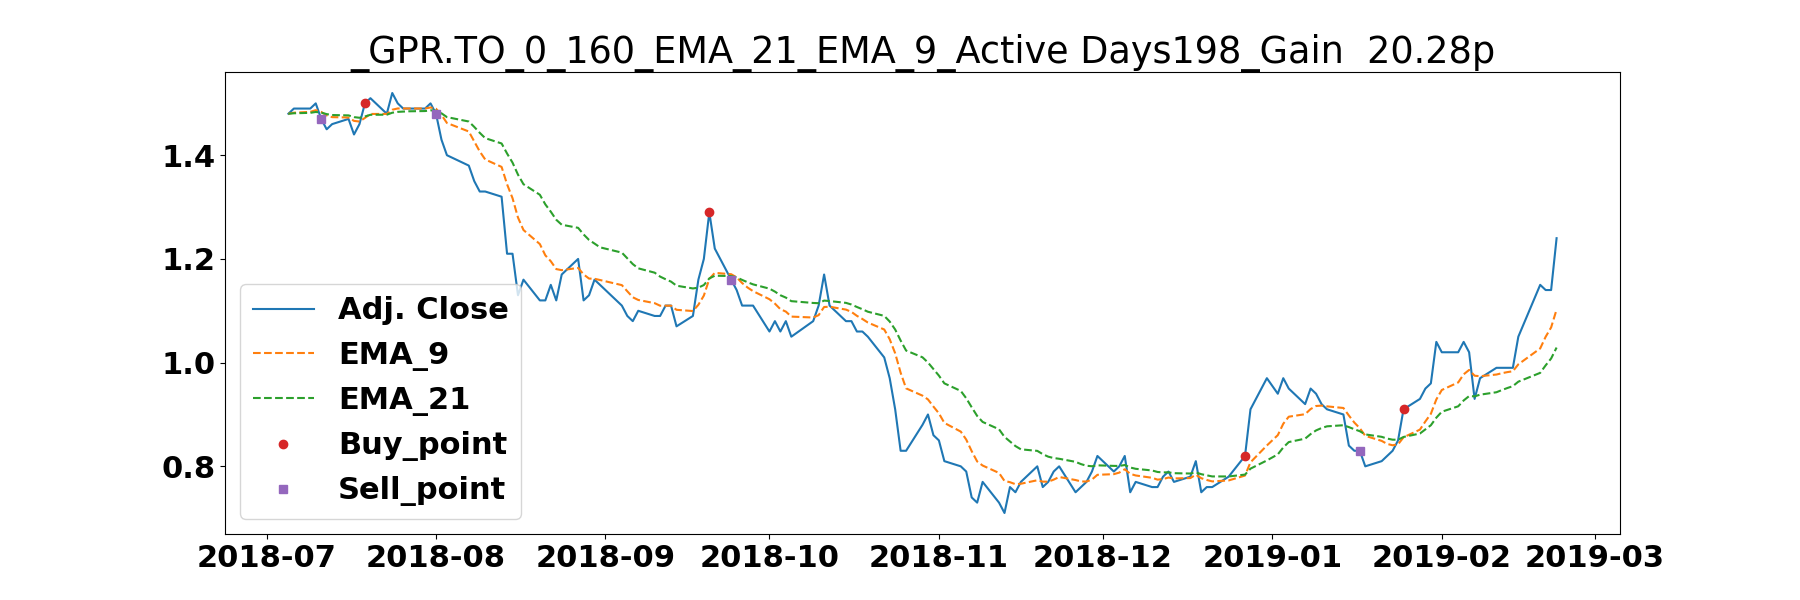 _GPR.TO_0_160_EMA_21_EMA_9_Active Days198_Gain  20.28p
1.4
1.2
1.0
0.8
Adj. Close
EMA_9
EMA_21
Buy_point
Sell_point
2018-07 2018-08 2018-09 2018-10 2018-11 2018-12 2019-01 2019-02 2019-03